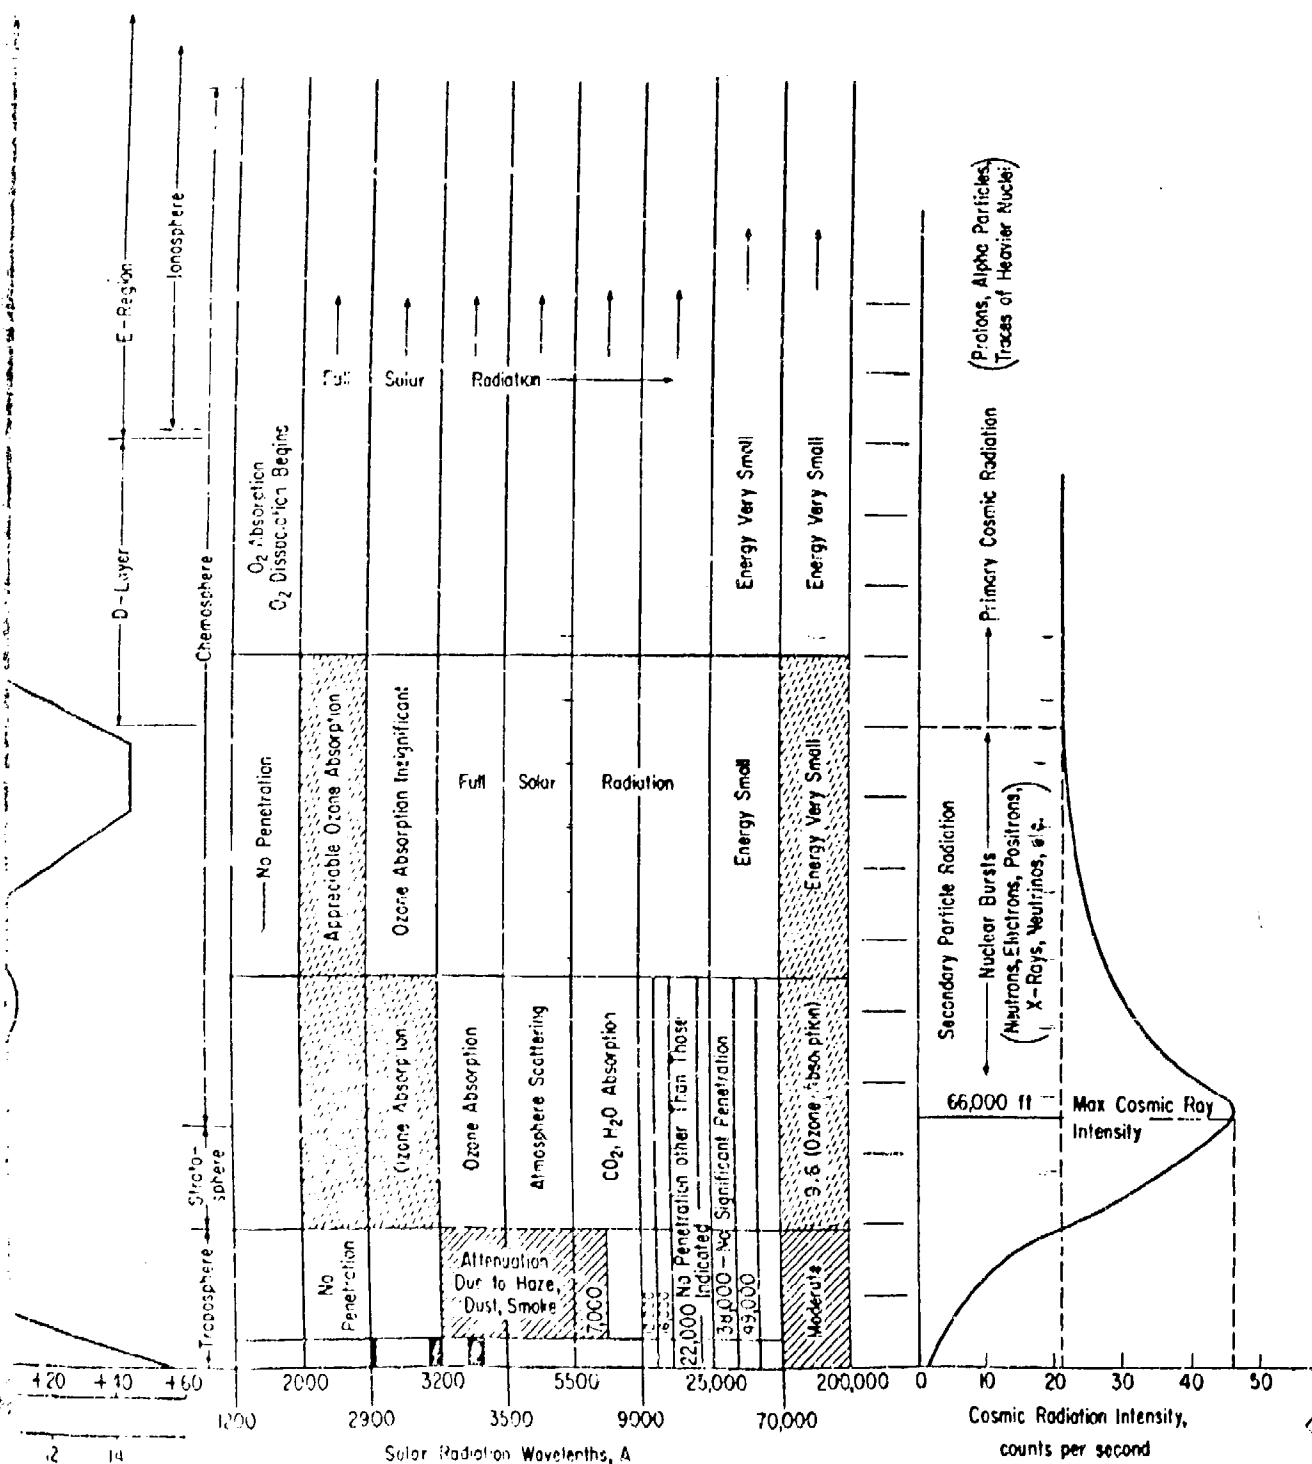 E-Region
Ionosphere
D-Layer
Chemosphere
Strato-
sphere
Troposphere
+20 +40 +60
12 14
O2 Absorption
O2 Dissociation Begins
Full Solar Radiation
Energy Very Small
Energy Very Small
No Penetration
Appreciable Ozone Absorption
Ozone Absorption Insignificant
Full Solar Radiation
Energy Small
Energy Very Small
Ozone Absorption
Ozone Absorption
Atmosphere Scattering
CO2, H2O Absorption
22,000 No Penetration other Than Those
Indicated
38,000 - No Significant Penetration
49,000
9.6 (Ozone Absorption)
No
Penetration
Attenuation
Due to Haze,
Dust, Smoke
7,000
Moderate
2000 3200 5500 25,000 200,000
1200 2900 3500 9000 70,000
Solar Radiation Wavelenths, A
(Protons, Alpha Particles,
Traces of Heavier Nuclei)
Primary Cosmic Radiation
Secondary Particle Radiation
Nuclear Bursts
(Neutrons, Electrons, Positrons,
X-Rays, Neutrinos, etc.)
66,000 ft
Max Cosmic Ray
Intensity
0 10 20 30 40 50
Cosmic Radiation Intensity,
counts per second